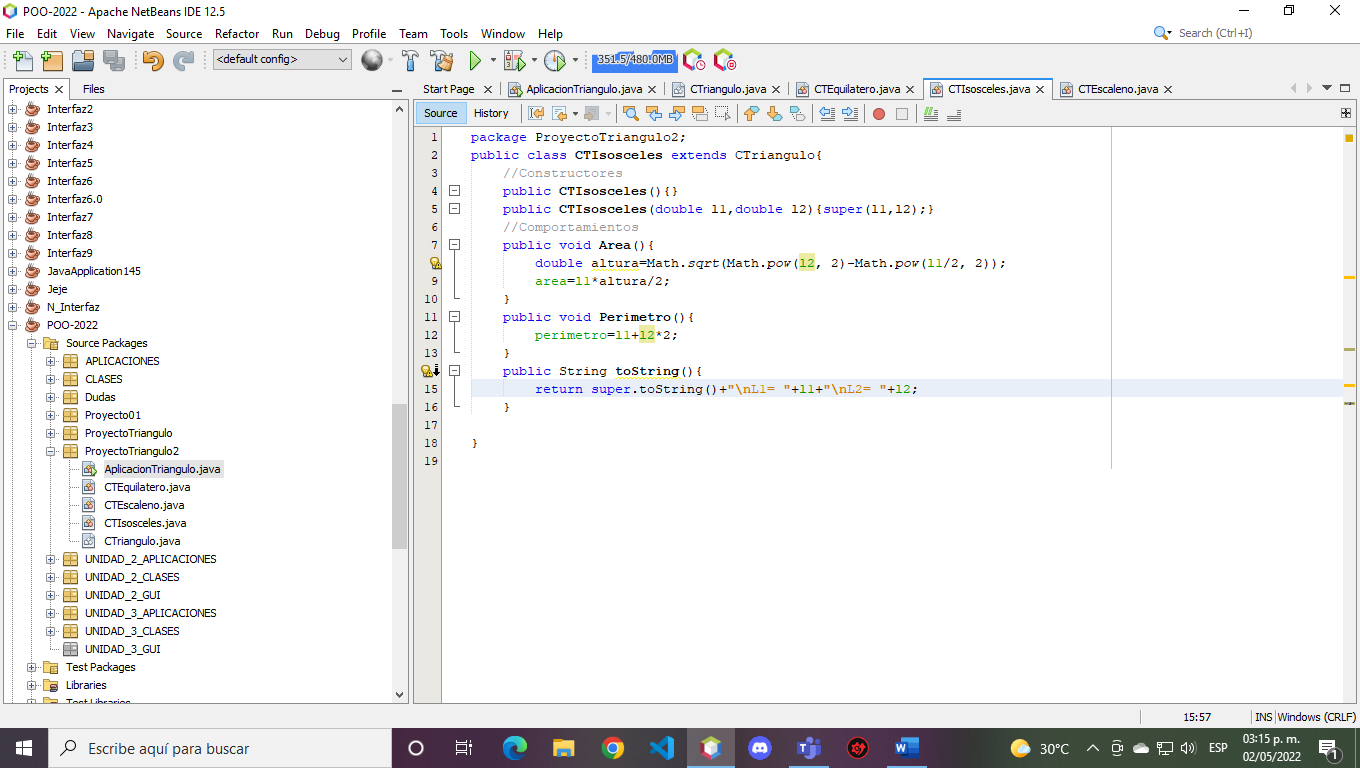 POO-2022 - Apache NetBeans IDE 12.5
File Edit View Navigate Source Refactor Run Debug Profile Team Tools Window Help
Search (Ctrl+I)
<default config>
351.5/480.0MB
Projects
Files
Interfaz2
Interfaz3
Interfaz4
Interfaz5
Interfaz6
Interfaz6.0
Interfaz7
Interfaz8
Interfaz9
JavaApplication145
Jeje
N_Interfaz
POO-2022
Source Packages
APLICACIONES
CLASES
Dudas
Proyecto01
ProyectoTriangulo
ProyectoTriangulo2
AplicacionTriangulo.java
CTEquilatero.java
CTEscaleno.java
CTIsosceles.java
CTriangulo.java
UNIDAD_2_APLICACIONES
UNIDAD_2_CLASES
UNIDAD_2_GUI
UNIDAD_3_APLICACIONES
UNIDAD_3_CLASES
UNIDAD_3_GUI
Test Packages
Libraries
Test Libraries
Start Page AplicacionTriangulo.java CTriangulo.java CTEquilatero.java CTIsosceles.java CTEscaleno.java
Source History
1 package ProyectoTriangulo2;
2 public class CTIsosceles extends CTriangulo{
3 //Constructores
4 public CTIsosceles(){}
5 public CTIsosceles(double l1,double l2){super(l1,l2);}
6 //Comportamientos
7 public void Area(){
double altura=Math.sqrt(Math.pow(l2, 2)-Math.pow(l1/2, 2));
9 area=l1*altura/2;
10 }
11 public void Perimetro(){
12 perimetro=l1+l2*2;
13 }
public String toString(){
15 return super.toString()+"\nL1= "+l1+"\nL2= "+l2;
16 }
17
18 }
19
15:57 INS Windows (CRLF)
Escribe aquí para buscar
30°C
ESP
03:15 p. m.
02/05/2022
1